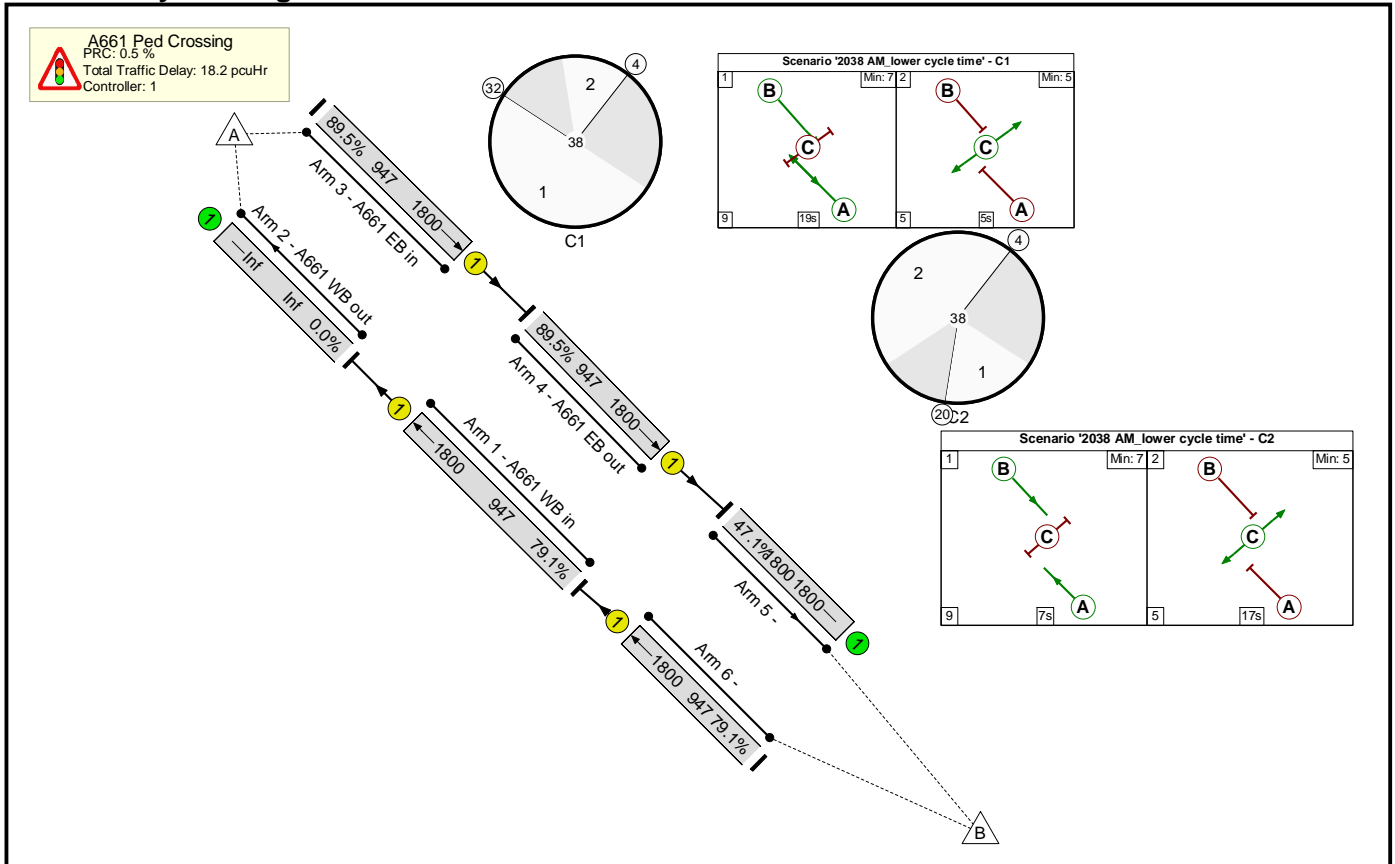 A661 Ped Crossing
PRC: 0.5 %
Total Traffic Delay: 18.2 pcuHr
Controller: 1
A
89.5% 947 1800
Arm 3 - A661 EB in
1
Arm 2 - A661 WB out
1
Inf Inf 0.0%
89.5% 947 1800
Arm 4 - A661 EB out
1
1
Arm 1 - A661 WB in
1800 947 79.1%
47.1% 1800 1800
Arm 5 -
1
1
Arm 6 -
1800 947 79.1%
B
32
4
2
38
1
C1
Scenario '2038 AM_lower cycle time' - C1
1 Min: 7 2 Min: 5
B B
C C
A A
9 19s 5 5s
4
2
38
1
20
C2
Scenario '2038 AM_lower cycle time' - C2
1 Min: 7 2 Min: 5
B B
C C
A A
9 7s 5 17s